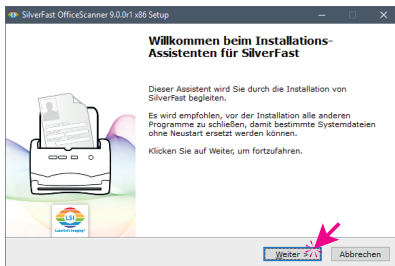 SilverFast OfficeScanner 9.0.0r1 x86 Setup
Willkommen beim Installations-
Assistenten für SilverFast
Dieser Assistent wird Sie durch die Installation von
SilverFast begleiten.
Es wird empfohlen, vor der Installation alle anderen
Programme zu schließen, damit bestimmte Systemdateien
ohne Neustart ersetzt werden können.
Klicken Sie auf Weiter, um fortzufahren.
LSI
LaserSoft Imaging
Weiter
Abbrechen